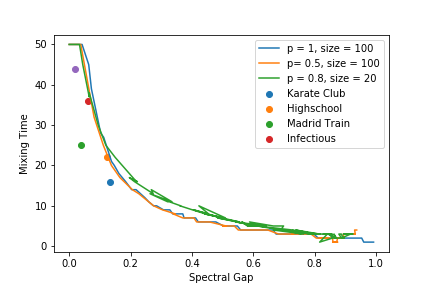 50
40
30
20
10
0
Mixing Time
p = 1, size = 100
p= 0.5, size = 100
p= 0.8, size = 20
Karate Club
Highschool
Madrid Train
Infectious
0.0 0.2 0.4 0.6 0.8 1.0
Spectral Gap